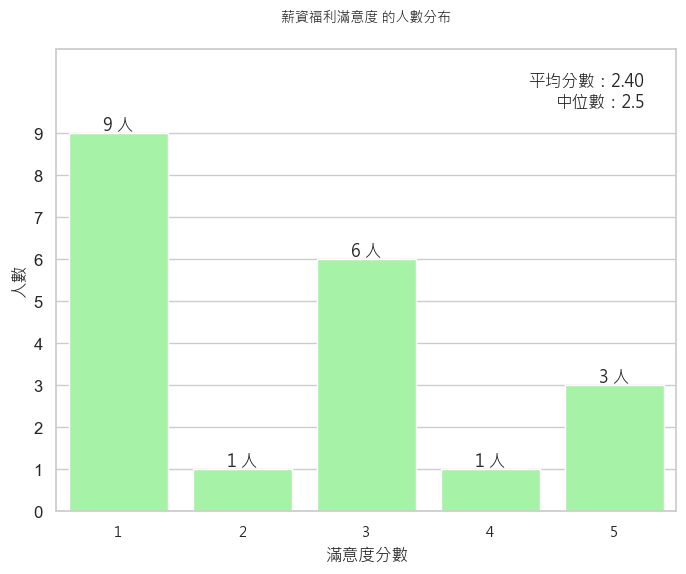 薪資福利滿意度 的人數分布
平均分數：2.40
中位數：2.5
9 人
1 人
6 人
1 人
3 人
9
8
7
6
5
4
3
2
1
0
人數
1 2 3 4 5
滿意度分數